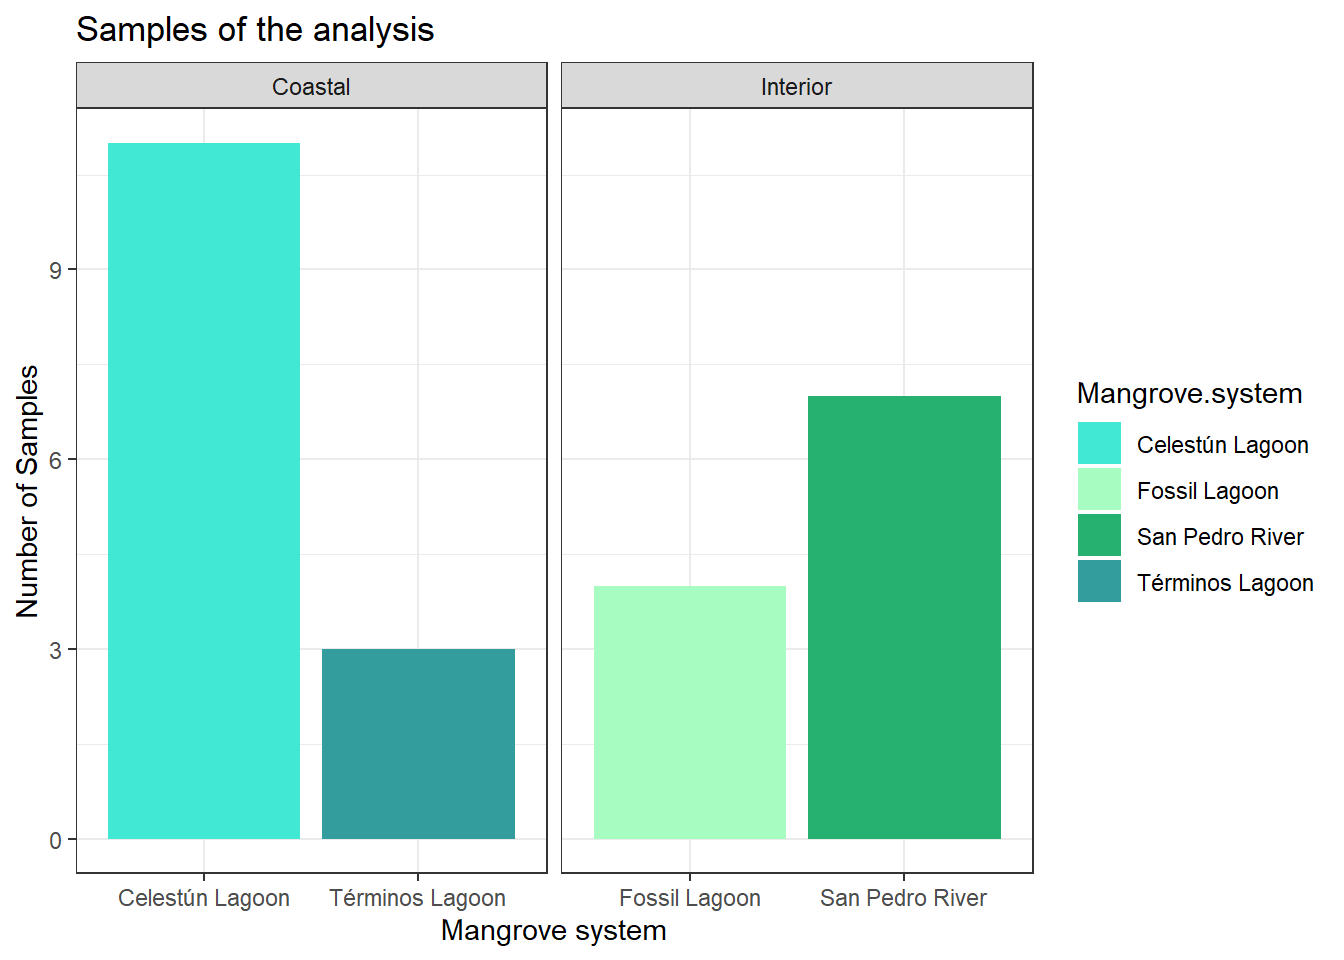 Samples of the analysis
Coastal
Interior
Number of Samples
9
6
3
0
Celestún Lagoon
Términos Lagoon
Fossil Lagoon
San Pedro River
Mangrove system
Mangrove.system
Celestún Lagoon
Fossil Lagoon
San Pedro River
Términos Lagoon